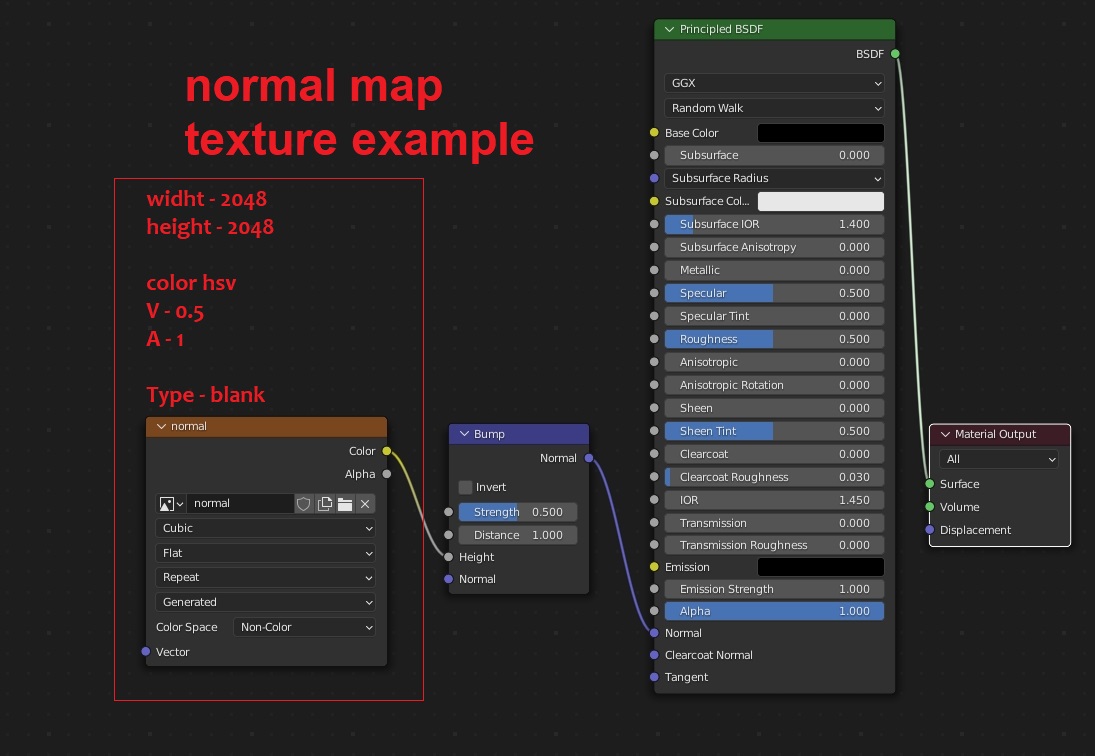 normal map
texture example
widht - 2048
height - 2048
color hsv
V - 0.5
A - 1
Type - blank
normal
Color
Alpha
normal
Cubic
Flat
Repeat
Generated
Color Space Non-Color
Vector
Bump
Normal
Invert
Strength 0.500
Distance 1.000
Height
Normal
Principled BSDF
BSDF
GGX
Random Walk
Base Color
Subsurface 0.000
Subsurface Radius
Subsurface Col...
Subsurface IOR 1.400
Subsurface Anisotropy 0.000
Metallic 0.000
Specular 0.500
Specular Tint 0.000
Roughness 0.500
Anisotropic 0.000
Anisotropic Rotation 0.000
Sheen 0.000
Sheen Tint 0.500
Clearcoat 0.000
Clearcoat Roughness 0.030
IOR 1.450
Transmission 0.000
Transmission Roughness 0.000
Emission
Emission Strength 1.000
Alpha 1.000
Normal
Clearcoat Normal
Tangent
Material Output
All
Surface
Volume
Displacement